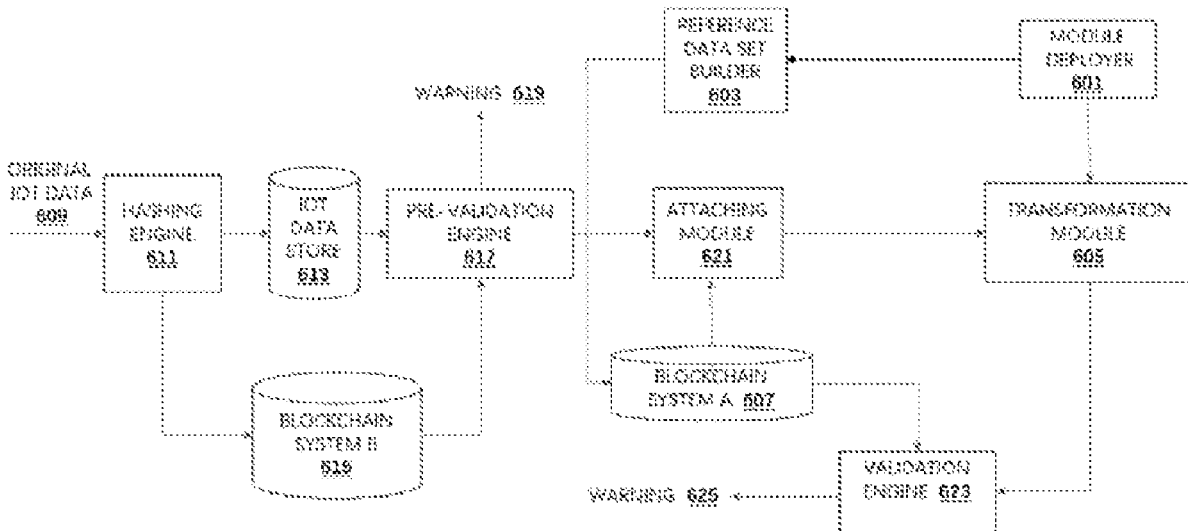 REFERENCE
DATA SET
BUILDER
603
MODULE
DEPLOYER
601
WARNING 619
ORIGINAL
IOT DATA
609
HASHING
ENGINE
611
IOT
DATA
STORE
613
PRE-VALIDATION
ENGINE
617
ATTACHING
MODULE
621
TRANSFORMATION
MODULE
605
BLOCKCHAIN
SYSTEM A 607
BLOCKCHAIN
SYSTEM B
615
VALIDATION
ENGINE 623
WARNING 625